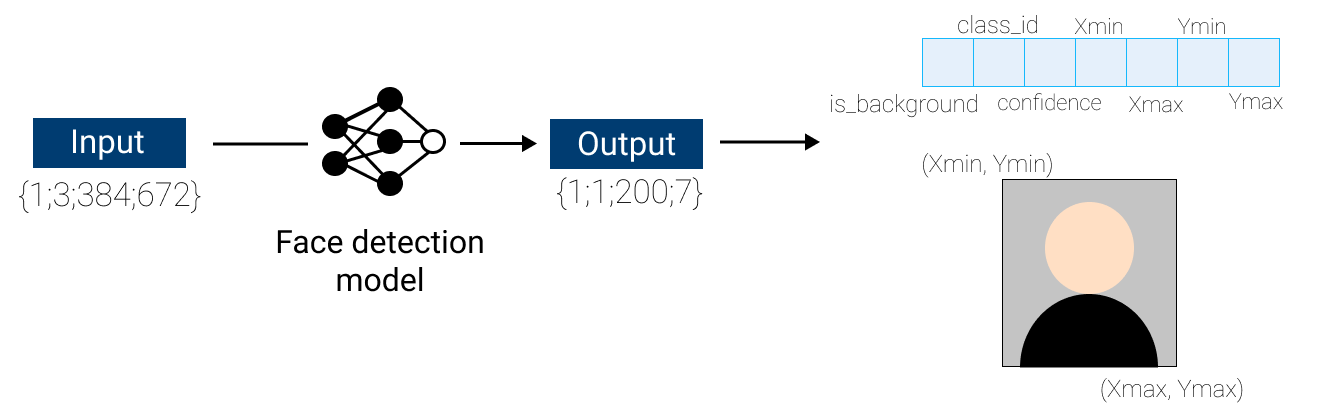 Input
{1;3;384;672}
Face detection
model
Output
{1;1;200;7}
class_id Xmin Ymin
is_background confidence Xmax Ymax
(Xmin, Ymin)
(Xmax, Ymax)